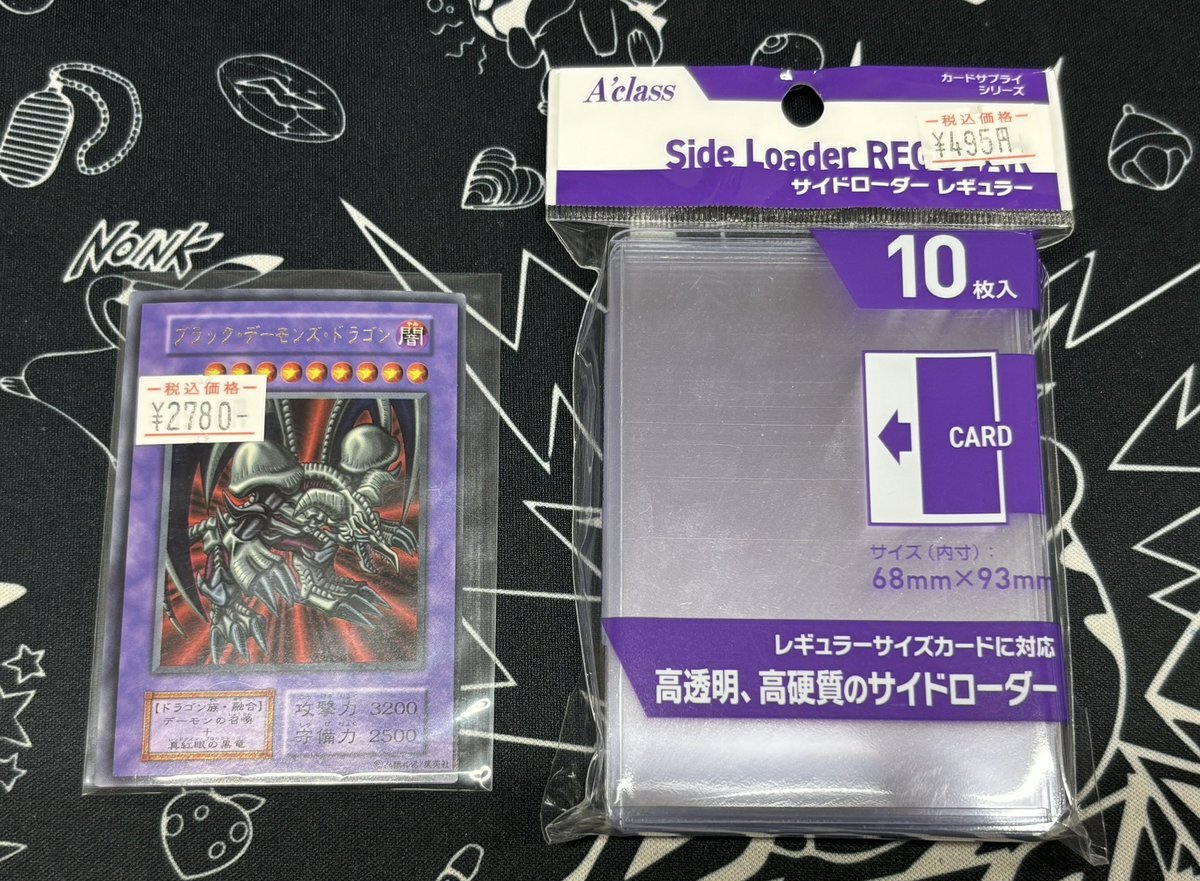 NOINK
ブラック・デーモンズ・ドラゴン 闇
税込価格
¥2780-
【ドラゴン族・融合】
デーモンの召喚
+
真紅眼の黒竜
攻撃力 3200
守備力 2500
A'class
カードサプライ
シリーズ
税込価格
¥495円
Side Loader
サイドローダー レギュラー
10枚入
CARD
サイズ(内寸):
68mm×93mm
レギュラーサイズカードに対応
高透明、高硬質のサイドローダー